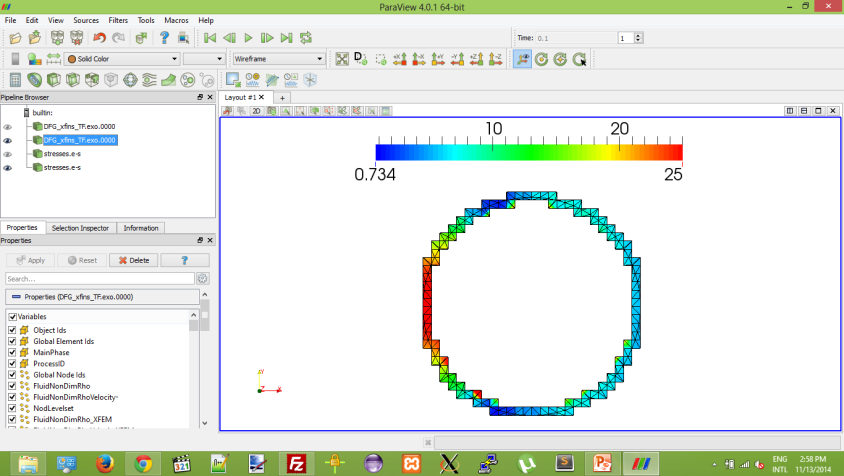 ParaView 4.0.1 64-bit
File Edit View Sources Filters Tools Macros Help
Time: 0.1 1
Solid Color Wireframe
Pipeline Browser
Layout #1
2D
builtin:
DFG_xfins_TF.exo.0000
DFG_xfins_TF.exo.0000
stresses.e-s
stresses.e-s
10 20
0.734 25
Properties Selection Inspector Information
Properties
Apply Reset Delete ?
Search...
Properties (DFG_xfins_TF.exo.0000)
Variables
Object Ids
Global Element Ids
MainPhase
ProcessID
Global Node Ids
FluidNonDimRho
FluidNonDimRhoVelocity
NodLevelset
FluidNonDimRho_XFEM
ENG 2:58 PM
INTL 11/13/2014